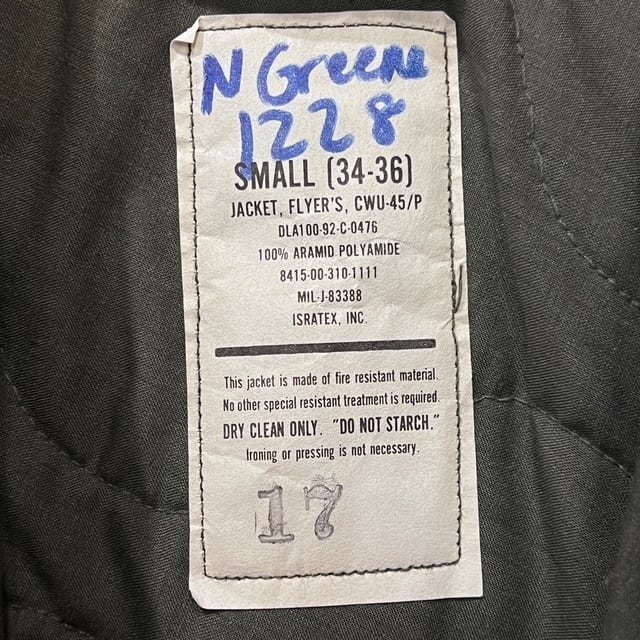 N Greene
1228
SMALL (34-36)
JACKET, FLYER'S, CWU-45/P
DLA100-92-C-0476
100% ARAMID POLYAMIDE
8415-00-310-1111
MIL-J-83388
ISRATEX, INC.
This jacket is made of fire resistant material.
No other special resistant treatment is required.
DRY CLEAN ONLY. "DO NOT STARCH."
Ironing or pressing is not necessary.
17